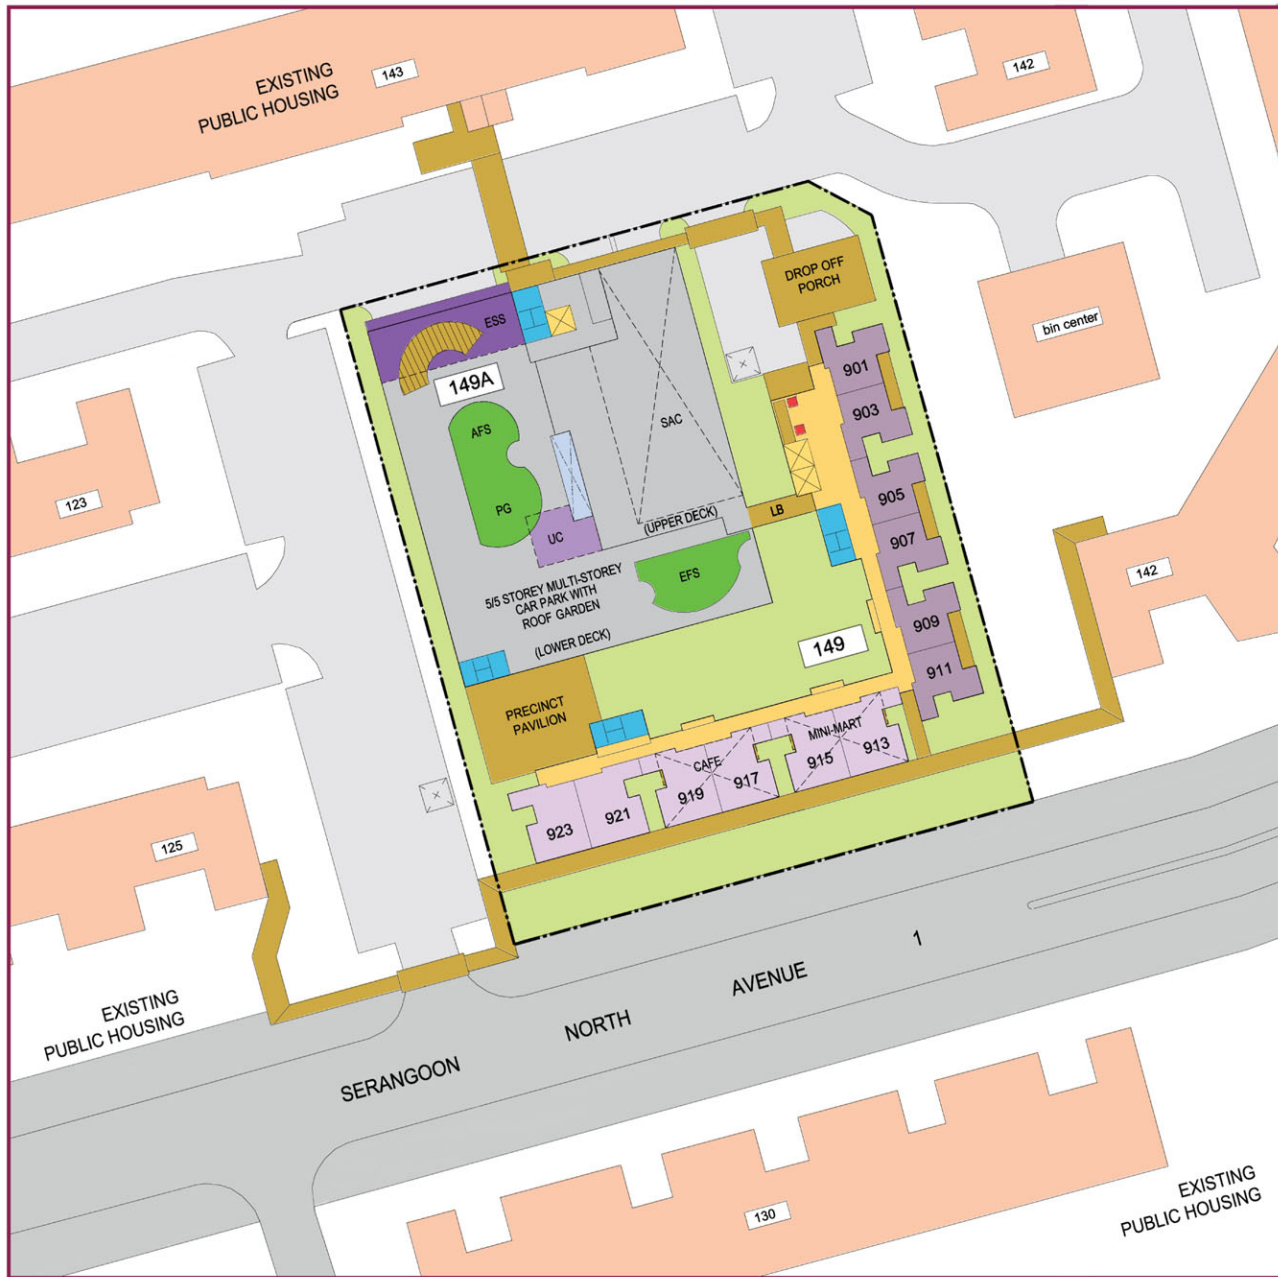 EXISTING
PUBLIC HOUSING
143
142
DROP OFF
PORCH
bin center
ESS
149A
901
903
SAC
AFS
PG
UC
(UPPER DECK)
LB
905
907
123
5/5 STOREY MULTI-STOREY
CAR PARK WITH
ROOF GARDEN
EFS
(LOWER DECK)
142
909
911
149
PRECINCT
PAVILION
MINI-MART
CAFE
913
915
917
919
921
923
125
EXISTING
PUBLIC HOUSING
SERANGOON NORTH AVENUE 1
130
EXISTING
PUBLIC HOUSING